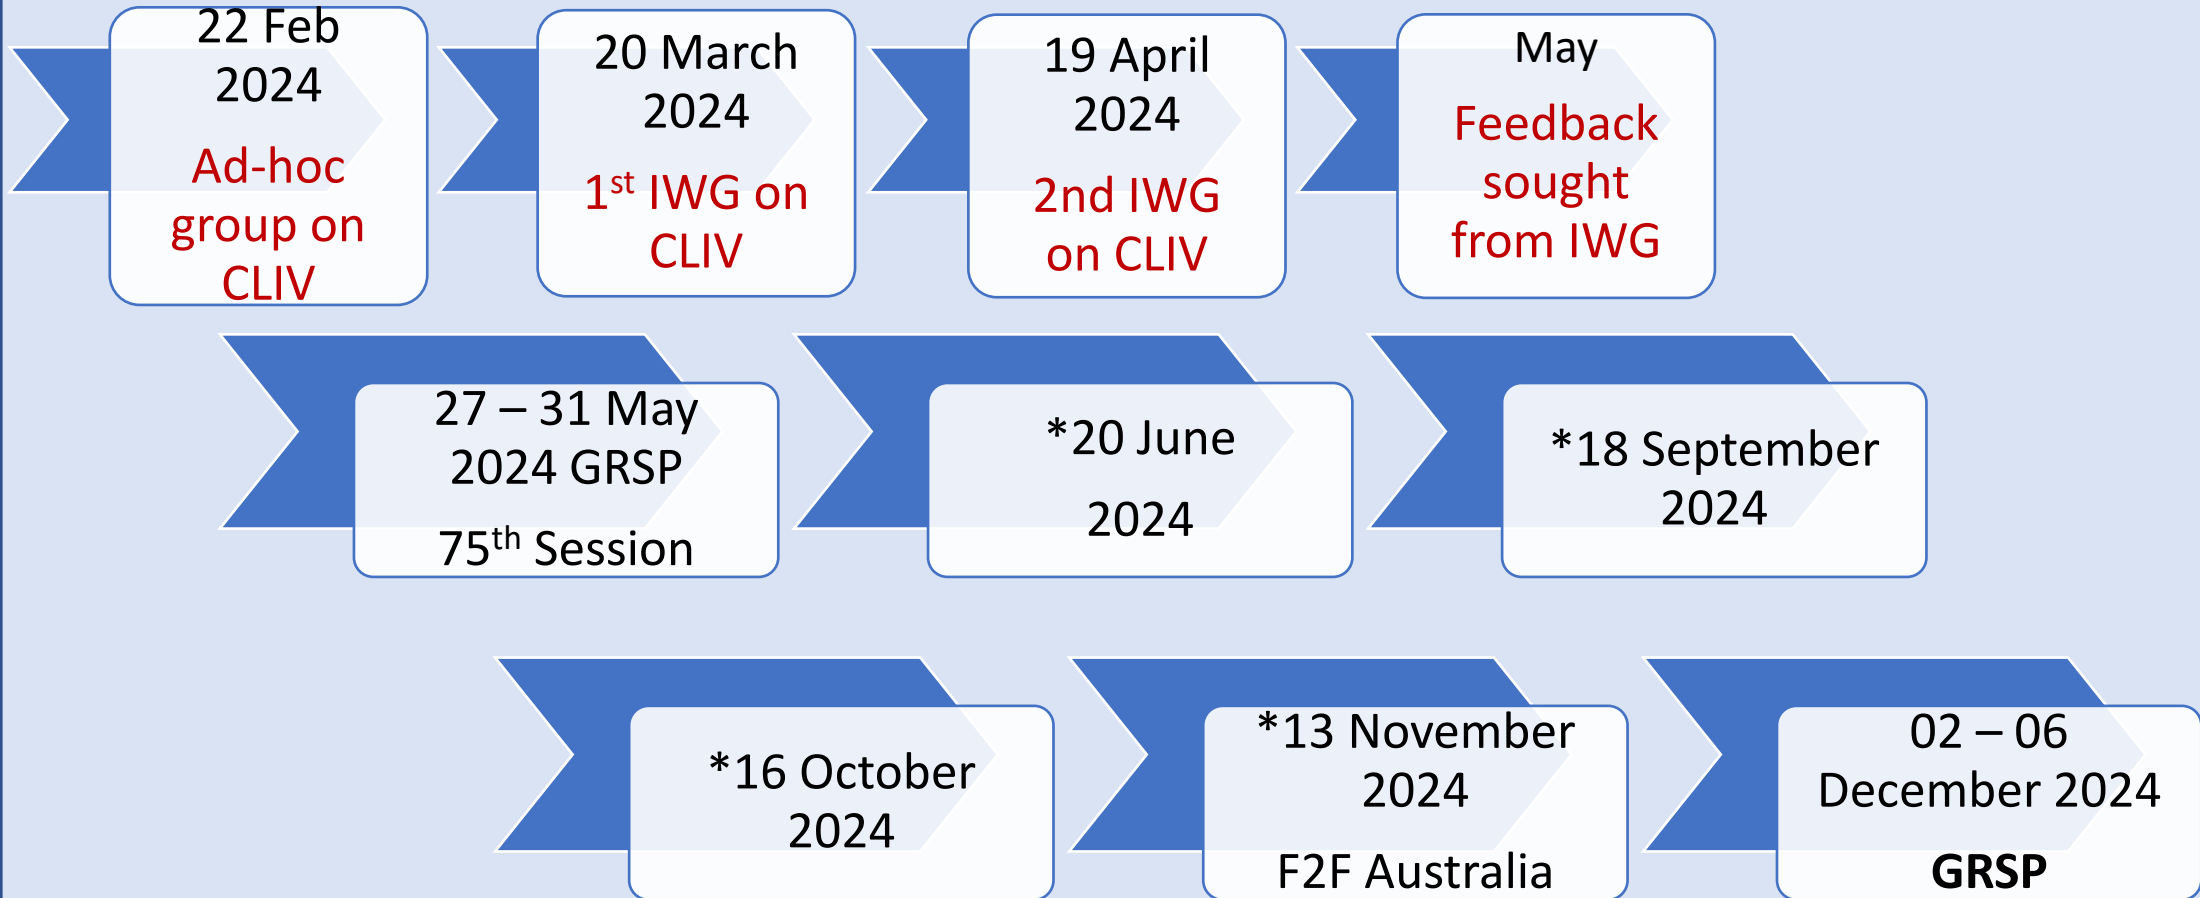 22 Feb
2024
Ad-hoc
group on
CLIV
20 March
2024
1st IWG on
CLIV
19 April
2024
2nd IWG
on CLIV
May
Feedback
sought
from IWG
27 – 31 May
2024 GRSP
75th Session
*20 June
2024
*18 September
2024
*16 October
2024
*13 November
2024
F2F Australia
02 – 06
December 2024
GRSP